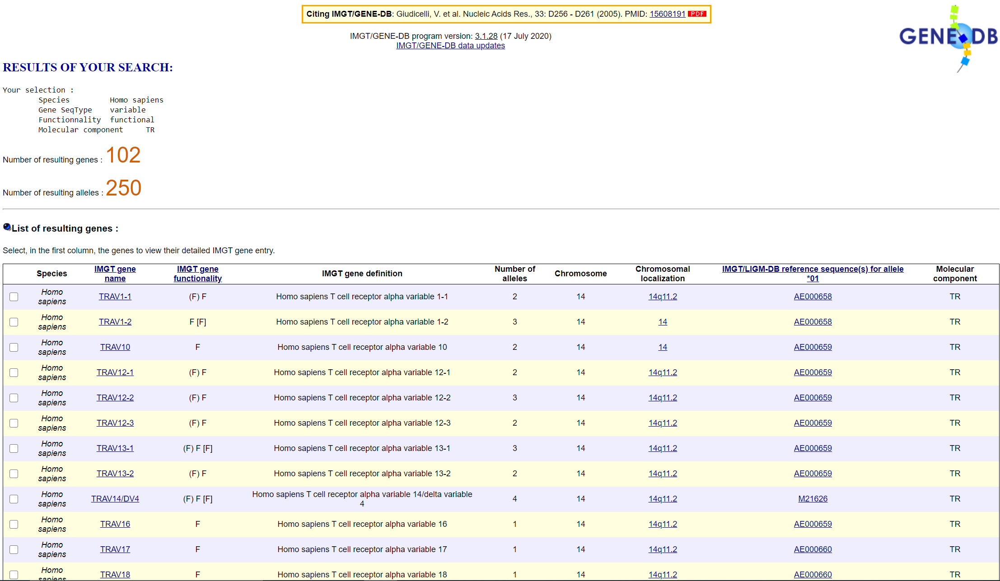 Citing IMGT/GENE-DB: Giudicelli, V. et al. Nucleic Acids Res., 33: D256 - D261 (2005). PMID: 15608191 PDF
IMGT/GENE-DB program version: 3.1.28 (17 July 2020)
IMGT/GENE-DB data updates
GENE DB
RESULTS OF YOUR SEARCH:
Your selection :
Species Homo sapiens
Gene SeqType variable
Functionnality functional
Molecular component TR
Number of resulting genes : 102
Number of resulting alleles : 250
List of resulting genes :
Select, in the first column, the genes to view their detailed IMGT gene entry.
Species IMGT gene name IMGT gene functionality IMGT gene definition Number of alleles Chromosome Chromosomal localization IMGT/LIGM-DB reference sequence(s) for allele *01 Molecular component
Homo sapiens TRAV1-1 (F) F Homo sapiens T cell receptor alpha variable 1-1 2 14 14q11.2 AE000658 TR
Homo sapiens TRAV1-2 F [F] Homo sapiens T cell receptor alpha variable 1-2 3 14 14 AE000658 TR
Homo sapiens TRAV10 F Homo sapiens T cell receptor alpha variable 10 2 14 14 AE000659 TR
Homo sapiens TRAV12-1 (F) F Homo sapiens T cell receptor alpha variable 12-1 2 14 14q11.2 AE000659 TR
Homo sapiens TRAV12-2 (F) F Homo sapiens T cell receptor alpha variable 12-2 3 14 14q11.2 AE000659 TR
Homo sapiens TRAV12-3 (F) F Homo sapiens T cell receptor alpha variable 12-3 2 14 14q11.2 AE000659 TR
Homo sapiens TRAV13-1 (F) F [F] Homo sapiens T cell receptor alpha variable 13-1 3 14 14q11.2 AE000659 TR
Homo sapiens TRAV13-2 (F) F Homo sapiens T cell receptor alpha variable 13-2 2 14 14q11.2 AE000659 TR
Homo sapiens TRAV14/DV4 (F) F [F] Homo sapiens T cell receptor alpha variable 14/delta variable 4 4 14 14q11.2 M21626 TR
Homo sapiens TRAV16 F Homo sapiens T cell receptor alpha variable 16 1 14 14q11.2 AE000659 TR
Homo sapiens TRAV17 F Homo sapiens T cell receptor alpha variable 17 1 14 14q11.2 AE000660 TR
Homo sapiens TRAV18 F Homo sapiens T cell receptor alpha variable 18 1 14 14q11.2 AE000660 TR